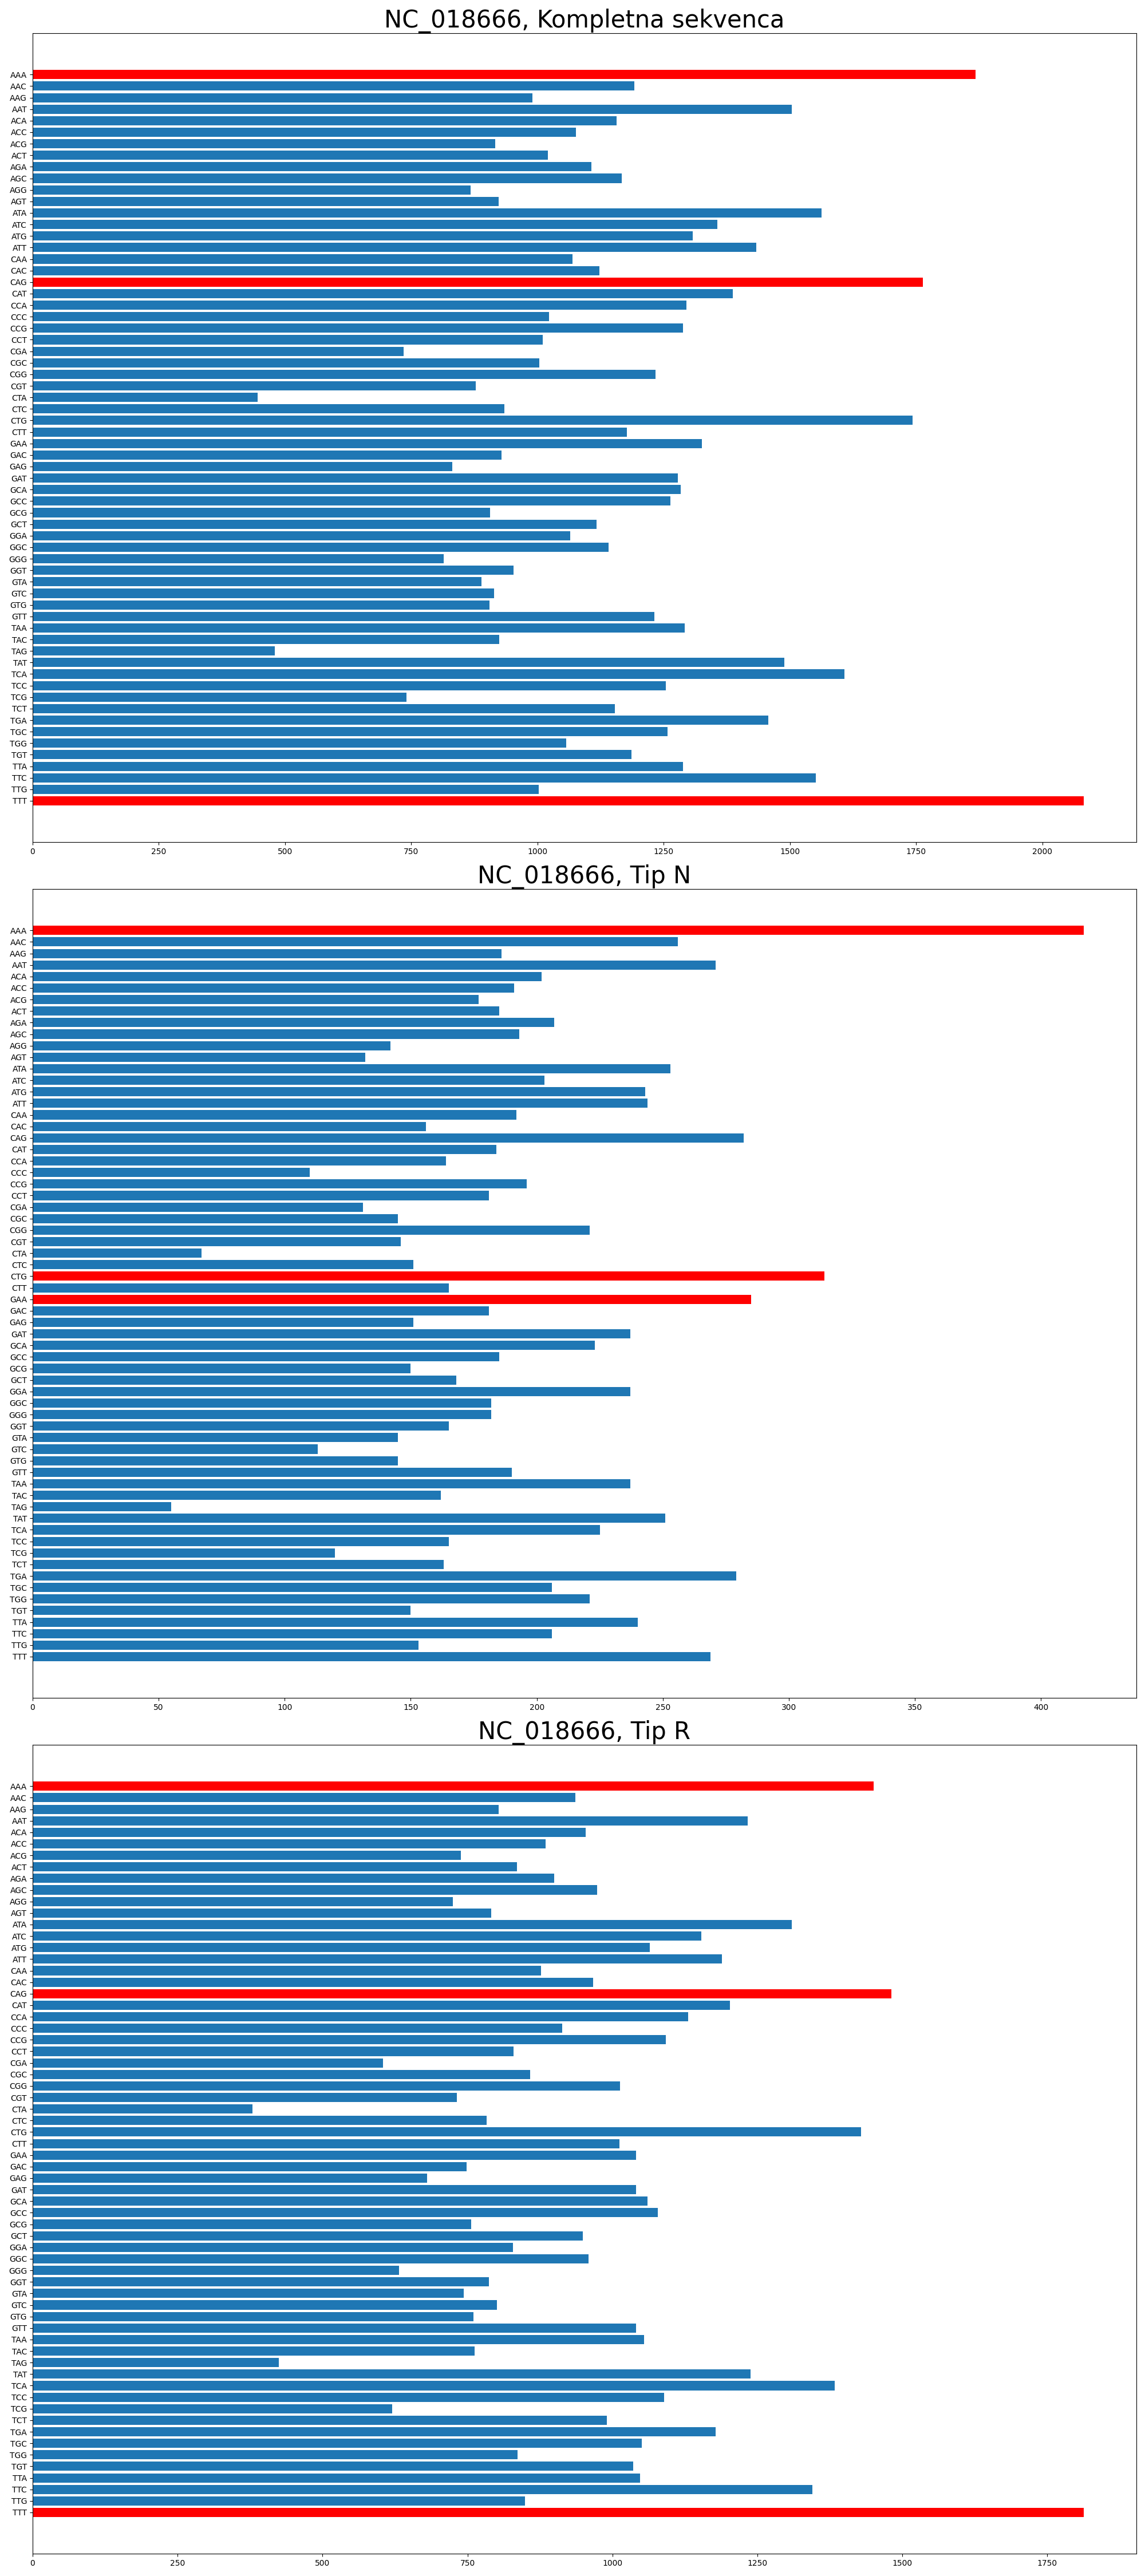 NC_018666, Kompletna sekvenca
AAA
AAC
AAG
AAT
ACA
ACC
ACG
ACT
AGA
AGC
AGG
AGT
ATA
ATC
ATG
ATT
CAA
CAC
CAG
CAT
CCA
CCC
CCG
CCT
CGA
CGC
CGG
CGT
CTA
CTC
CTG
CTT
GAA
GAC
GAG
GAT
GCA
GCC
GCG
GCT
GGA
GGC
GGG
GGT
GTA
GTC
GTG
GTT
TAA
TAC
TAG
TAT
TCA
TCC
TCG
TCT
TGA
TGC
TGG
TGT
TTA
TTC
TTG
TTT
0 250 500 750 1000 1250 1500 1750 2000
NC_018666, Tip N
AAA
AAC
AAG
AAT
ACA
ACC
ACG
ACT
AGA
AGC
AGG
AGT
ATA
ATC
ATG
ATT
CAA
CAC
CAG
CAT
CCA
CCC
CCG
CCT
CGA
CGC
CGG
CGT
CTA
CTC
CTG
CTT
GAA
GAC
GAG
GAT
GCA
GCC
GCG
GCT
GGA
GGC
GGG
GGT
GTA
GTC
GTG
GTT
TAA
TAC
TAG
TAT
TCA
TCC
TCG
TCT
TGA
TGC
TGG
TGT
TTA
TTC
TTG
TTT
0 50 100 150 200 250 300 350 400
NC_018666, Tip R
AAA
AAC
AAG
AAT
ACA
ACC
ACG
ACT
AGA
AGC
AGG
AGT
ATA
ATC
ATG
ATT
CAA
CAC
CAG
CAT
CCA
CCC
CCG
CCT
CGA
CGC
CGG
CGT
CTA
CTC
CTG
CTT
GAA
GAC
GAG
GAT
GCA
GCC
GCG
GCT
GGA
GGC
GGG
GGT
GTA
GTC
GTG
GTT
TAA
TAC
TAG
TAT
TCA
TCC
TCG
TCT
TGA
TGC
TGG
TGT
TTA
TTC
TTG
TTT
0 250 500 750 1000 1250 1500 1750